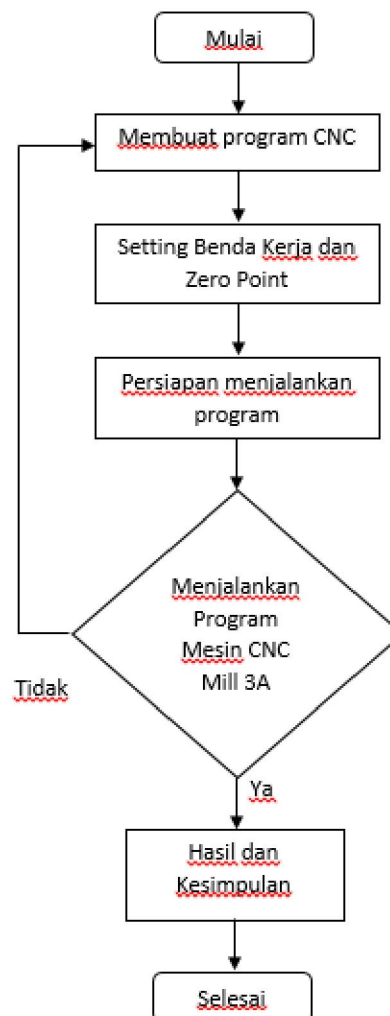 Mulai
Membuat program CNC
Setting Benda Kerja dan
Zero Point
Persiapan menjalankan
program
Menjalankan
Program
Mesin CNC
Mill 3A
Tidak
Ya
Hasil dan
Kesimpulan
Selesai